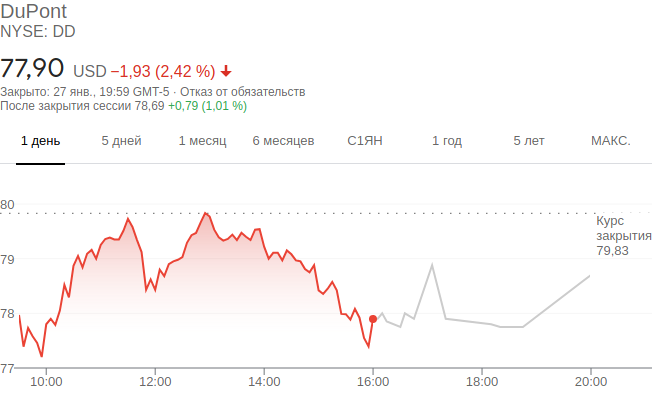 DuPont
NYSE: DD
77,90 USD −1,93 (2,42 %)
Закрыто: 27 янв., 19:59 GMT-5 · Отказ от обязательств
После закрытия сессии 78,69 +0,79 (1,01 %)
1 день 5 дней 1 месяц 6 месяцев С1ЯН 1 год 5 лет МАКС.
80
Курс
закрытия
79,83
79
78
77
10:00 12:00 14:00 16:00 18:00 20:00